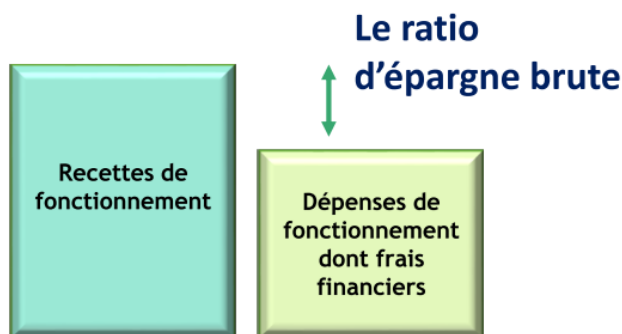 Le ratio
d’épargne brute
Recettes de
fonctionnement
Dépenses de
fonctionnement
dont frais
financiers